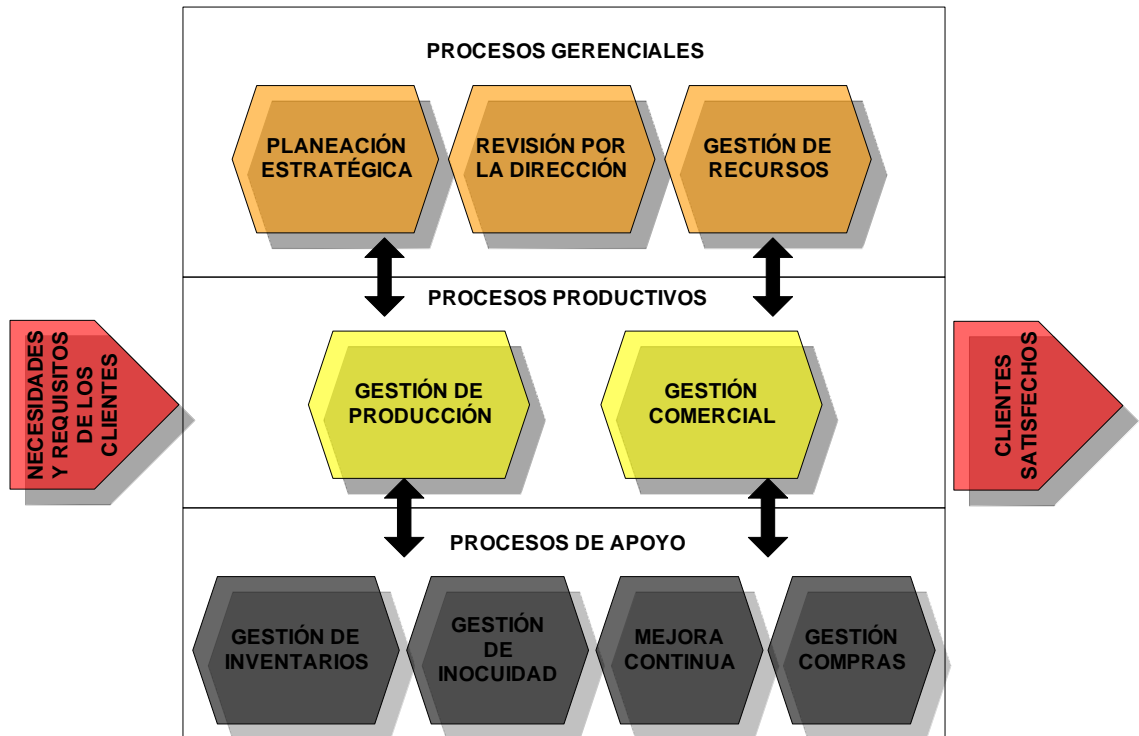 PROCESOS GERENCIALES
PLANEACIÓN
ESTRATÉGICA
REVISIÓN POR
LA DIRECCIÓN
GESTIÓN DE
RECURSOS
PROCESOS PRODUCTIVOS
NECESIDADES
Y REQUISITOS
DE LOS
CLIENTES
GESTIÓN DE
PRODUCCIÓN
GESTIÓN
COMERCIAL
CLIENTES
SATISFECHOS
PROCESOS DE APOYO
GESTIÓN DE
INVENTARIOS
GESTIÓN
DE
INOCUIDAD
MEJORA
CONTINUA
GESTIÓN
COMPRAS